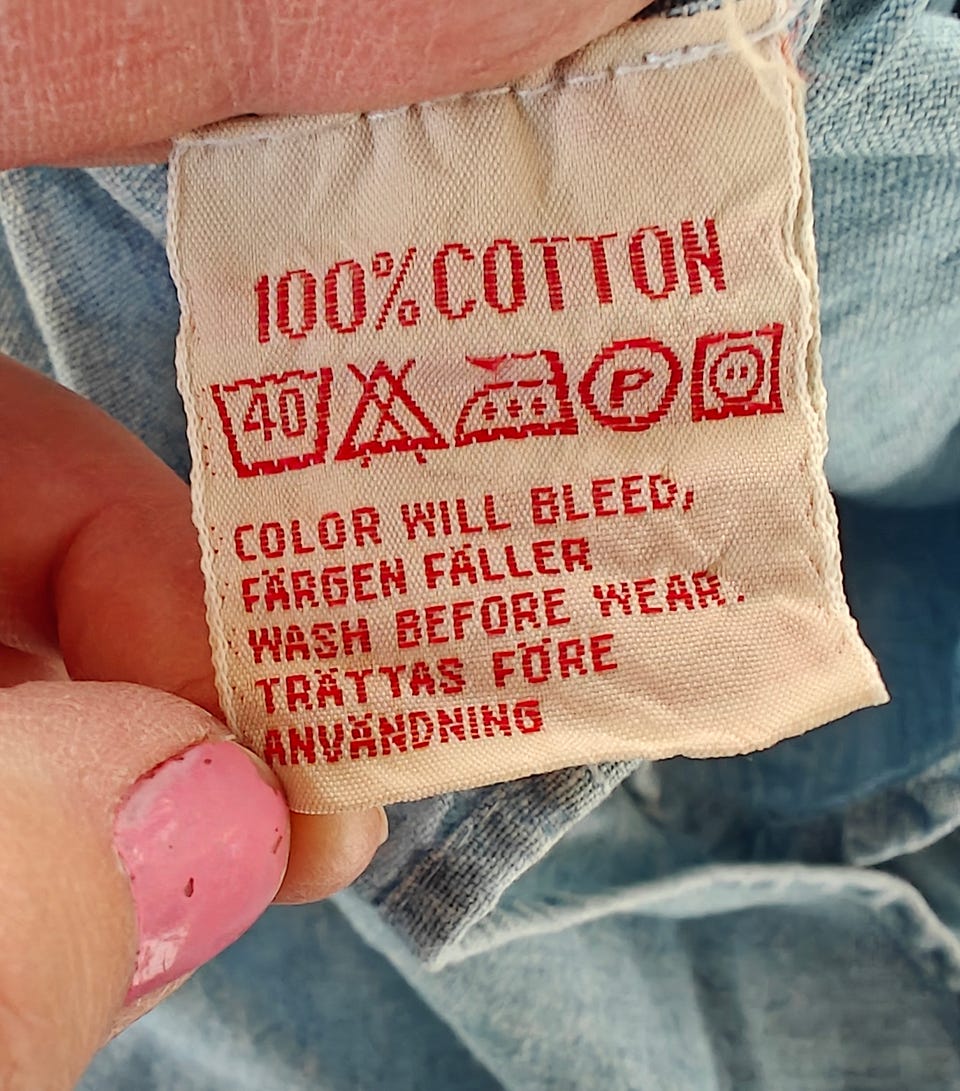 100% COTTON
40 P
COLOR WILL BLEED,
FÄRGEN FÄLLER
WASH BEFORE WEAR.
TRÄTTAS FÖRE
ANVÄNDNING